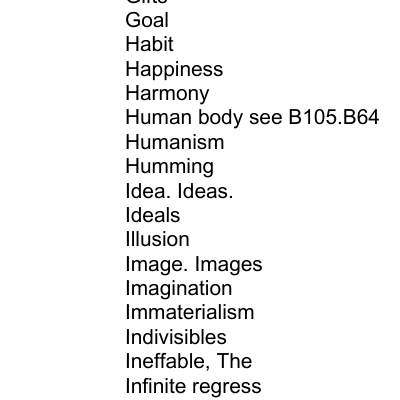 Gifts
Goal
Habit
Happiness
Harmony
Human body see B105.B64
Humanism
Humming
Idea. Ideas.
Ideals
Illusion
Image. Images
Imagination
Immaterialism
Indivisibles
Ineffable, The
Infinite regress